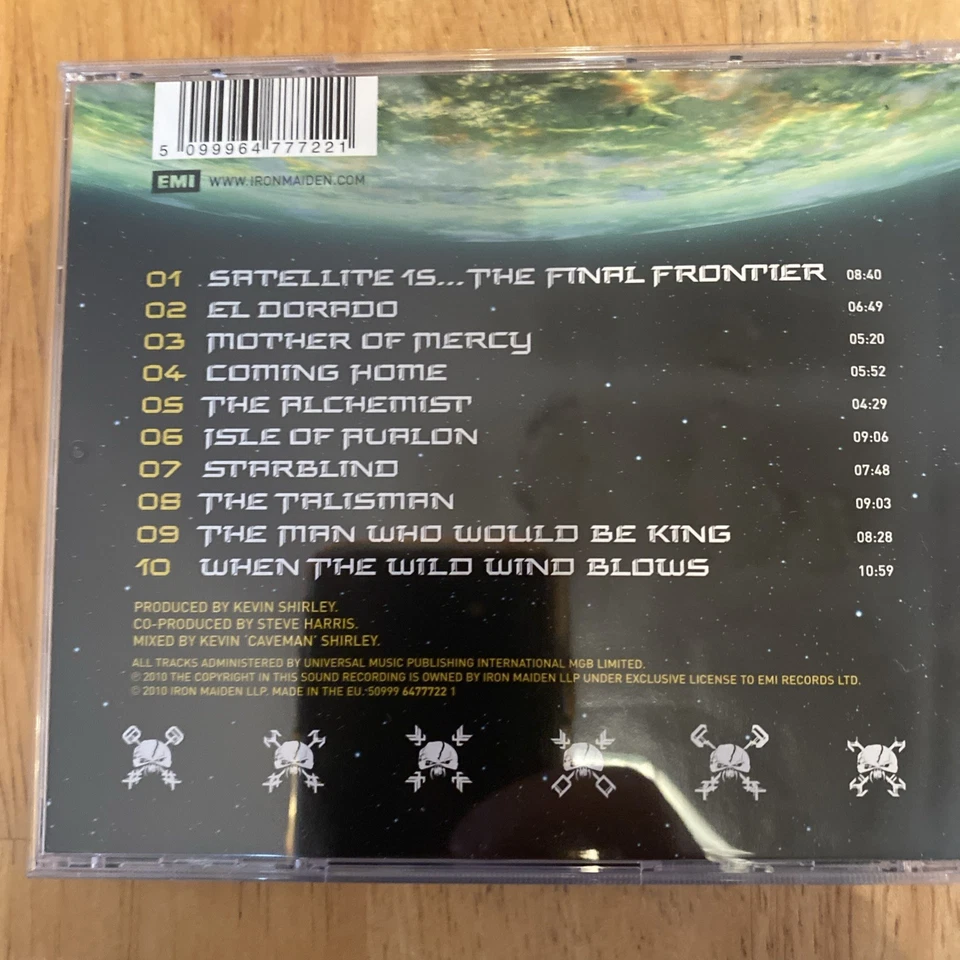 5 099964 777221
EMI WWW.IRONMAIDEN.COM
01 SATELLITE 15...THE FINAL FRONTIER 08:40
02 EL DORADO 06:49
03 MOTHER OF MERCY 05:20
04 COMING HOME 05:52
05 THE ALCHEMIST 04:29
06 ISLE OF AVALON 09:06
07 STARBLIND 07:48
08 THE TALISMAN 09:03
09 THE MAN WHO WOULD BE KING 08:28
10 WHEN THE WILD WIND BLOWS 10:59
PRODUCED BY KEVIN SHIRLEY.
CO-PRODUCED BY STEVE HARRIS.
MIXED BY KEVIN 'CAVEMAN' SHIRLEY.
ALL TRACKS ADMINISTERED BY UNIVERSAL MUSIC PUBLISHING INTERNATIONAL MGB LIMITED.
℗ 2010 THE COPYRIGHT IN THIS SOUND RECORDING IS OWNED BY IRON MAIDEN LLP UNDER EXCLUSIVE LICENSE TO EMI RECORDS LTD.
© 2010 IRON MAIDEN LLP. MADE IN THE EU. 50999 6477722 1